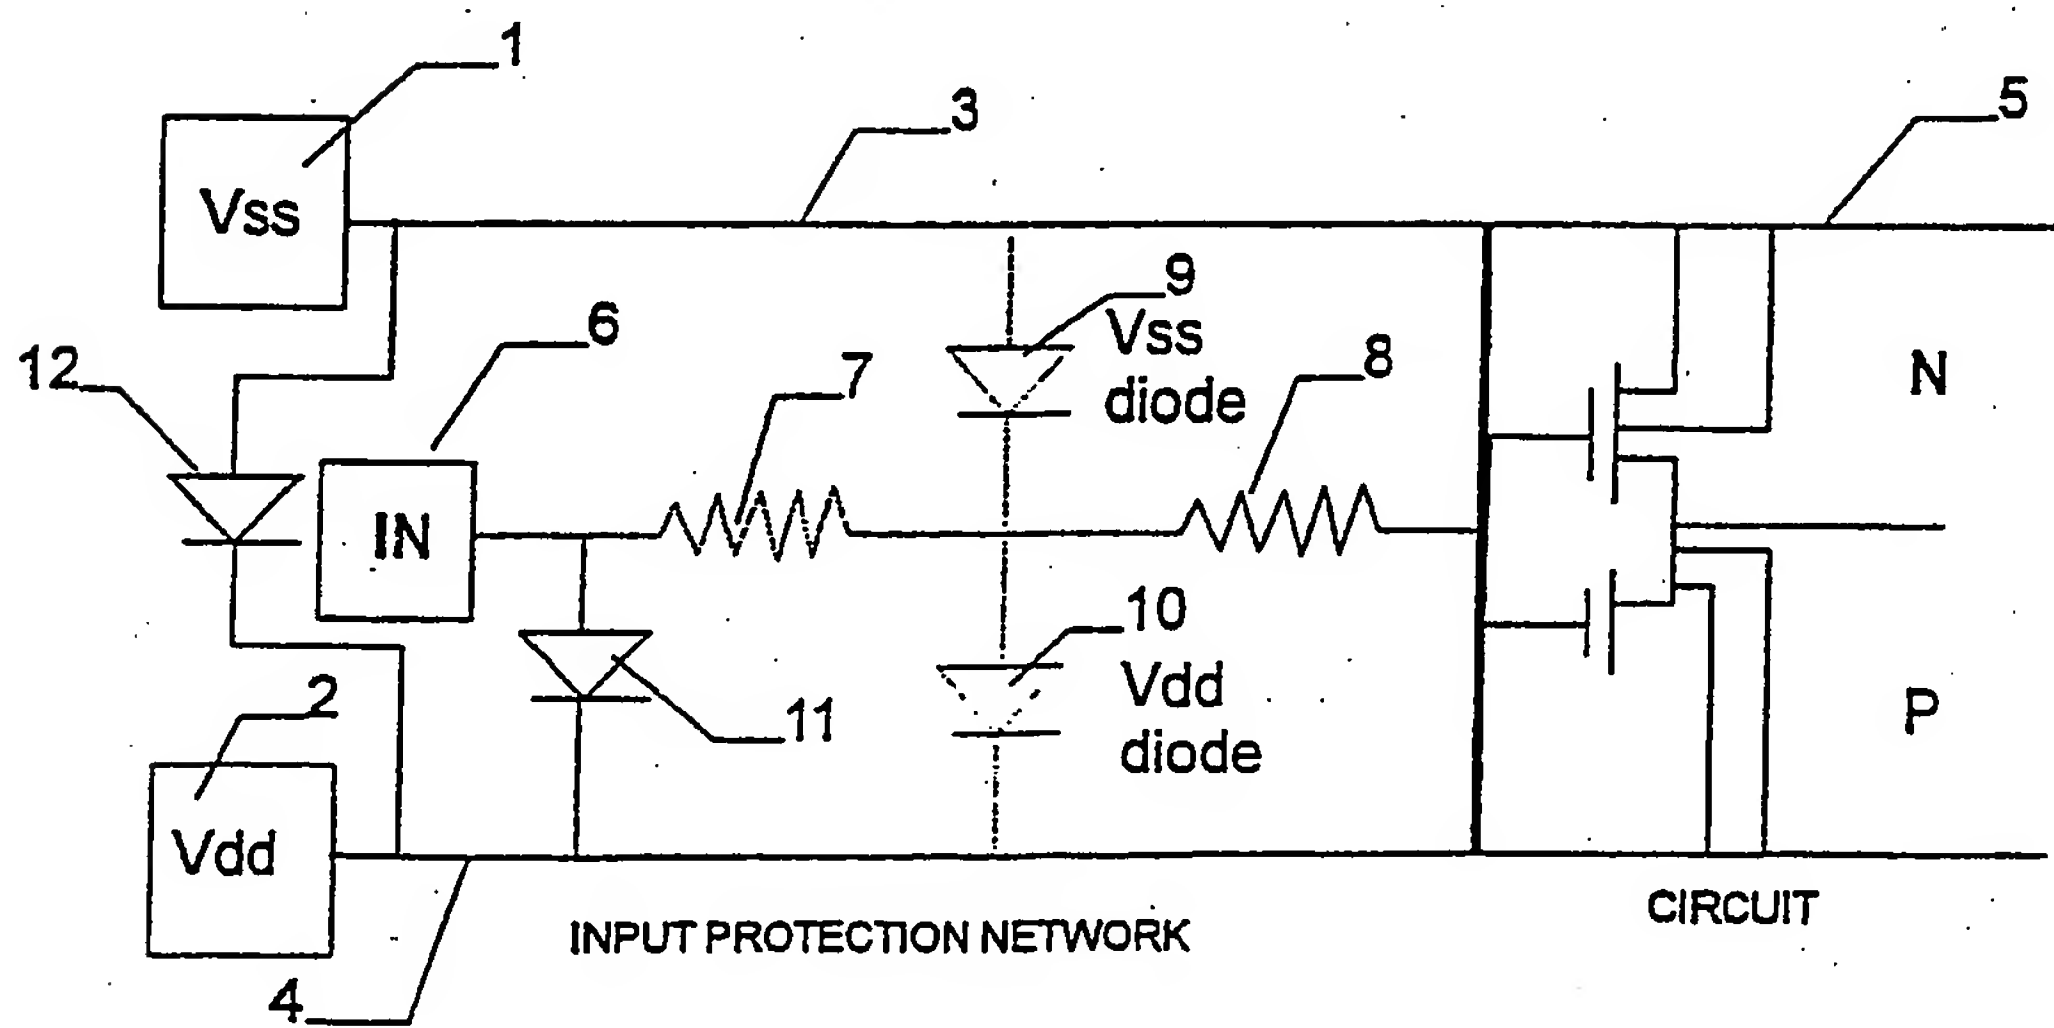 1
3
5
Vss
9
6
Vss
diode
12
7
8
N
IN
10
2
11
Vdd
diode
P
Vdd
CIRCUIT
INPUT PROTECTION NETWORK
4